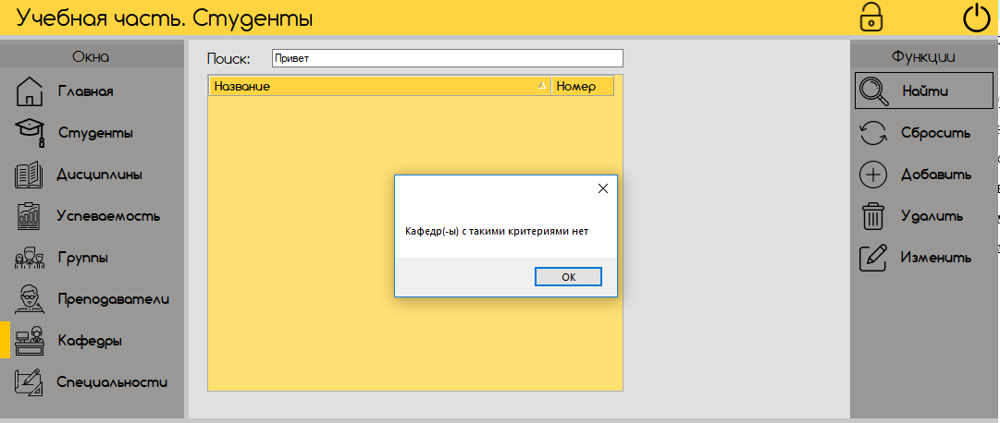 Учебная часть. Студенты
Окна
Главная
Студенты
Дисциплины
Успеваемость
Группы
Преподаватели
Кафедры
Специальности
Поиск: Привет
Название Номер
Кафедр(-ы) с такими критериями нет
OK
Функции
Найти
Сбросить
Добавить
Удалить
Изменить